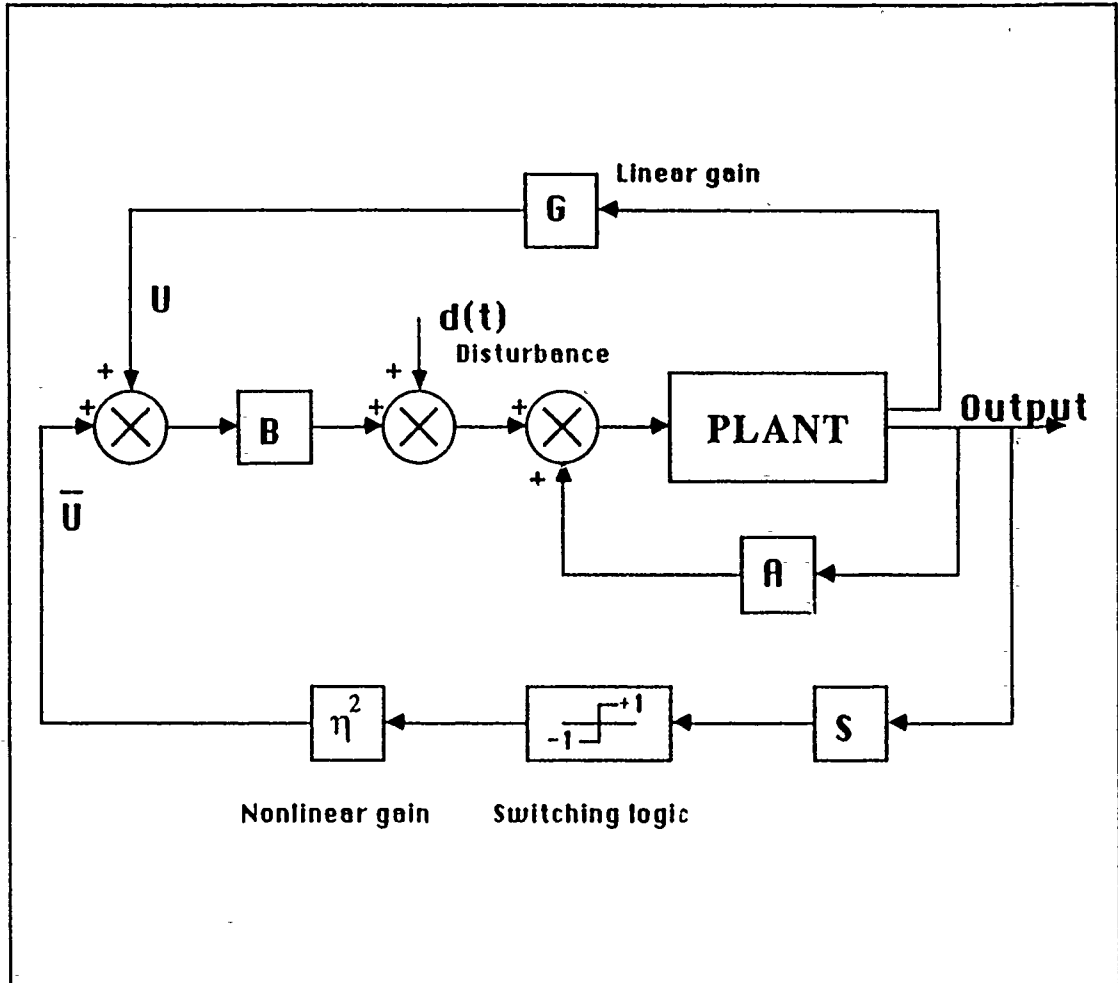 Linear gain
G
U
d(t)
Disturbance
+
+
+
+
+
+
B
PLANT
Output
Ū
A
η²
+1
-1
S
Nonlinear gain
Switching logic